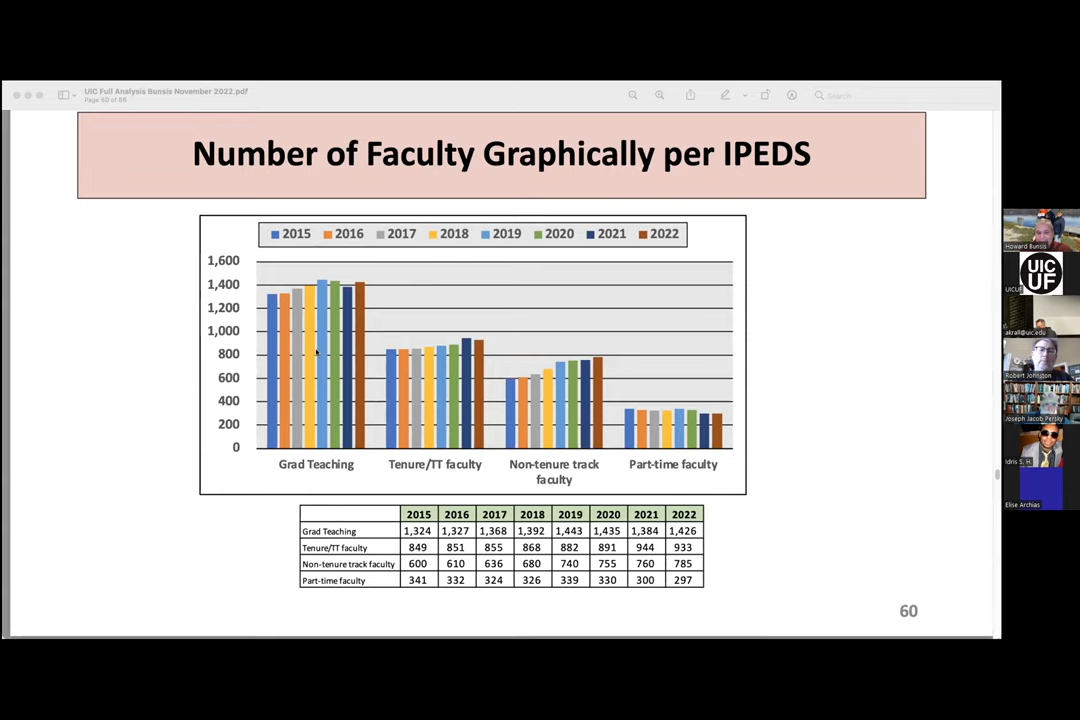 UIC Full Analysis Bunsis November 2022.pdf
Page 60 of 86
Search
Number of Faculty Graphically per IPEDS
2015 2016 2017 2018 2019 2020 2021 2022
1,600
1,400
1,200
1,000
800
600
400
200
0
Grad Teaching Tenure/TT faculty Non-tenure track faculty Part-time faculty
2015 2016 2017 2018 2019 2020 2021 2022
Grad Teaching 1,324 1,327 1,368 1,392 1,443 1,435 1,384 1,426
Tenure/TT faculty 849 851 855 868 882 891 944 933
Non-tenure track faculty 600 610 636 680 740 755 760 785
Part-time faculty 341 332 324 326 339 330 300 297
60
Howard Bunsis
UIC
UF
UICUF
akrall@uic.edu
Robert Johnston
Joseph Jacob Persky
Idris S. H.
Elise Archias